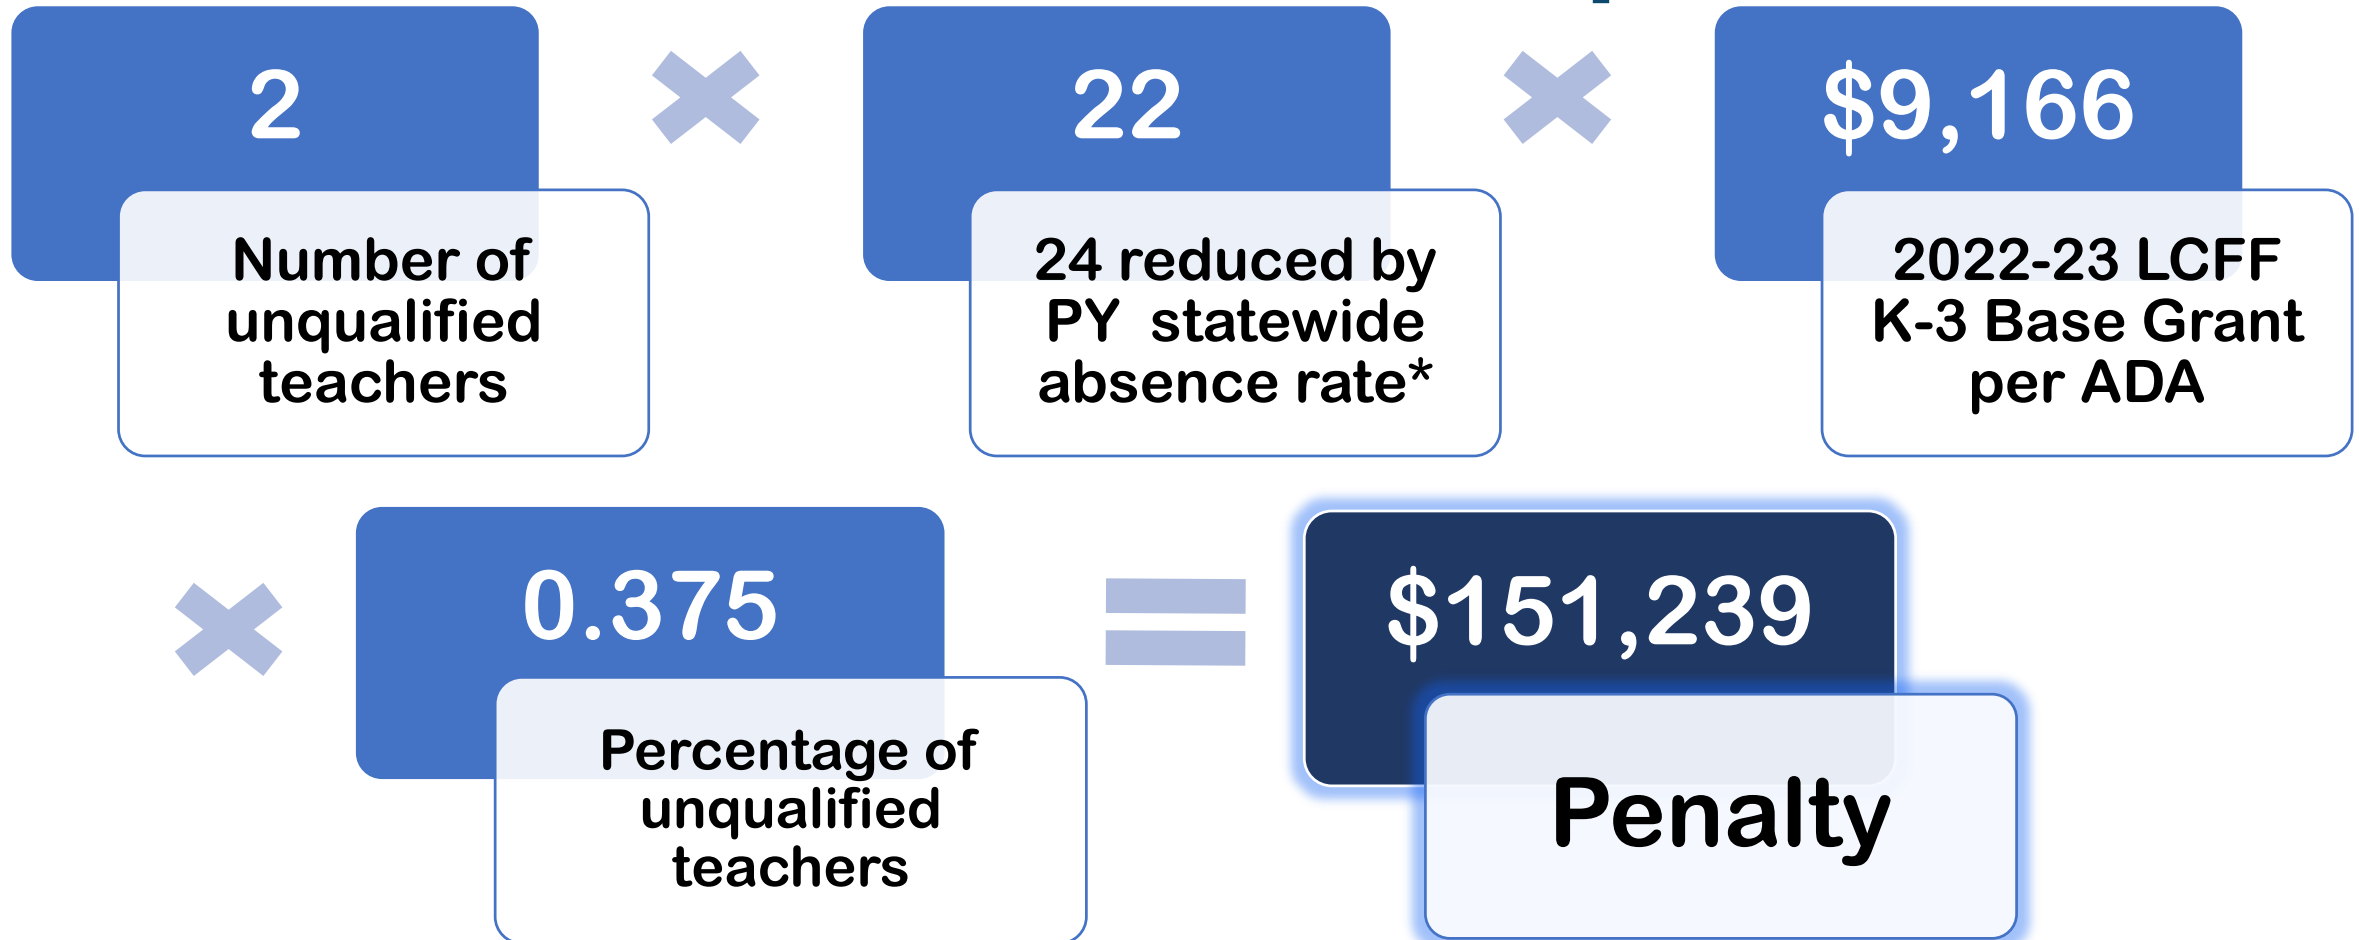 2
Number of
unqualified
teachers
22
24 reduced by
PY statewide
absence rate*
$9,166
2022-23 LCFF
K-3 Base Grant
per ADA
0.375
Percentage of
unqualified
teachers
$151,239
Penalty